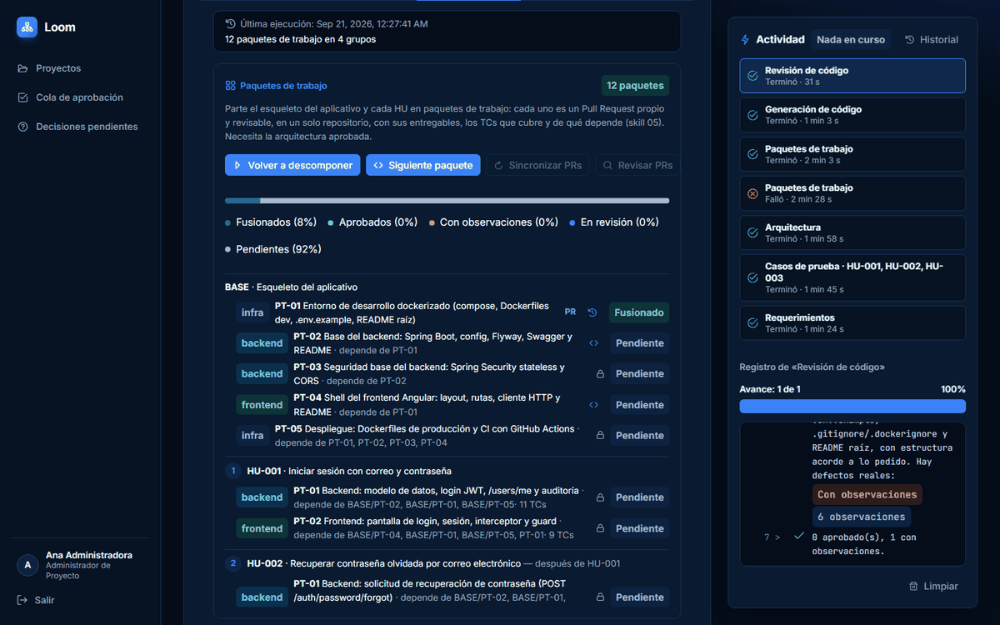 Loom
Proyectos
Cola de aprobación
Decisiones pendientes
A
Ana Administradora
Administrador de
Proyecto
Salir
Última ejecución: Sep 21, 2026, 12:27:41 AM
12 paquetes de trabajo en 4 grupos
Paquetes de trabajo
12 paquetes
Parte el esqueleto del aplicativo y cada HU en paquetes de trabajo: cada uno es un Pull Request propio
y revisable, en un solo repositorio, con sus entregables, los TCs que cubre y de qué depende (skill 05).
Necesita la arquitectura aprobada.
Volver a descomponer
Siguiente paquete
Sincronizar PRs
Revisar PRs
Fusionados (8%)
Aprobados (0%)
Con observaciones (0%)
En revisión (0%)
Pendientes (92%)
BASE · Esqueleto del aplicativo
infra
PT-01 Entorno de desarrollo dockerizado (compose, Dockerfiles
dev, .env.example, README raíz)
PR
Fusionado
backend
PT-02 Base del backend: Spring Boot, config, Flyway, Swagger y
README · depende de PT-01
Pendiente
backend
PT-03 Seguridad base del backend: Spring Security stateless y
CORS · depende de PT-02
Pendiente
frontend
PT-04 Shell del frontend Angular: layout, rutas, cliente HTTP y
README · depende de PT-01
Pendiente
infra
PT-05 Despliegue: Dockerfiles de producción y CI con GitHub Actions ·
depende de PT-01, PT-02, PT-03, PT-04
Pendiente
1
HU-001 · Iniciar sesión con correo y contraseña
backend
PT-01 Backend: modelo de datos, login JWT, /users/me y auditoría ·
depende de BASE/PT-02, BASE/PT-01, BASE/PT-05 · 11 TCs
Pendiente
frontend
PT-02 Frontend: pantalla de login, sesión, interceptor y guard ·
depende de BASE/PT-04, BASE/PT-01, BASE/PT-05, PT-01 · 9 TCs
Pendiente
2
HU-002 · Recuperar contraseña olvidada por correo electrónico — después de HU-001
backend
PT-01 Backend: solicitud de recuperación de contraseña (POST
/auth/password/forgot) · depende de BASE/PT-02, BASE/PT-01,
Pendiente
Actividad
Nada en curso
Historial
Revisión de código
Terminó · 31 s
Generación de código
Terminó · 1 min 3 s
Paquetes de trabajo
Terminó · 2 min 3 s
Paquetes de trabajo
Falló · 2 min 28 s
Arquitectura
Terminó · 1 min 58 s
Casos de prueba · HU-001, HU-002, HU-
003
Terminó · 1 min 45 s
Requerimientos
Terminó · 1 min 24 s
Registro de «Revisión de código»
Avance: 1 de 1
100%
.gitignore/.dockerignore y
README raíz, con estructura
acorde a lo pedido. Hay
defectos reales:
Con observaciones
6 observaciones
7 >
0 aprobado(s), 1 con
observaciones.
Limpiar